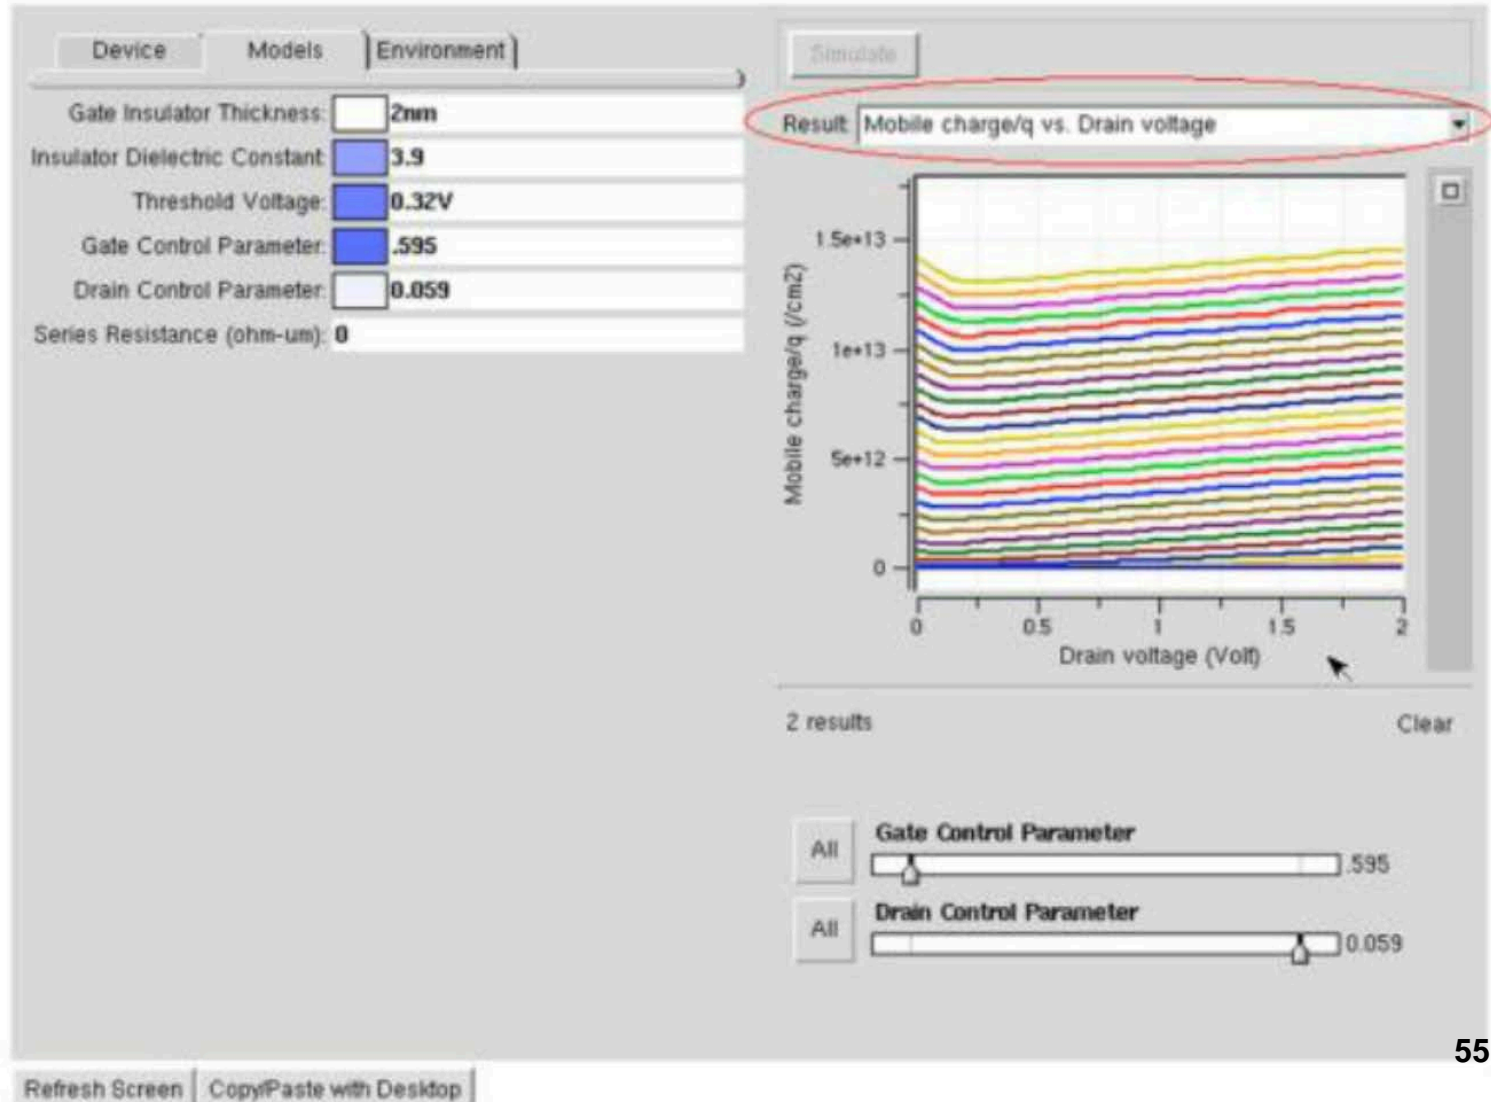 Device Models Environment
Gate Insulator Thickness: 2nm
Insulator Dielectric Constant: 3.9
Threshold Voltage: 0.32V
Gate Control Parameter: .595
Drain Control Parameter: 0.059
Series Resistance (ohm-um): 0
Simulate
Result: Mobile charge/q vs. Drain voltage
Mobile charge/q (/cm2)
1.5e+13
1e+13
5e+12
0
0 0.5 1 1.5 2
Drain voltage (Volt)
2 results Clear
All Gate Control Parameter
.595
All Drain Control Parameter
0.059
55
Refresh Screen Copy/Paste with Desktop